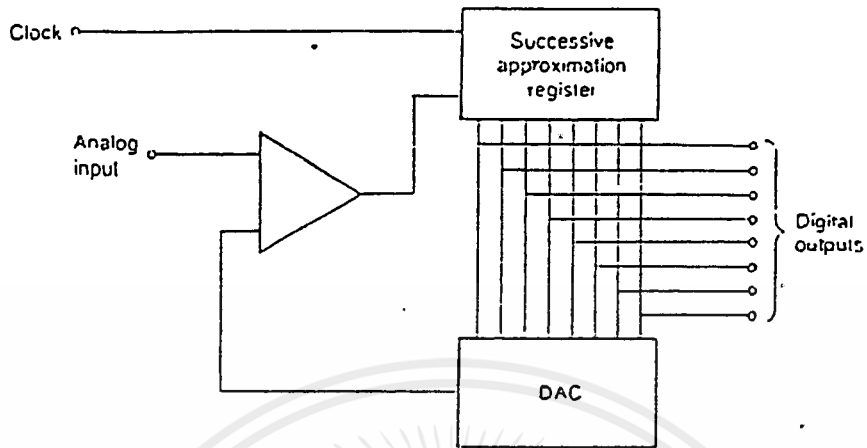 Clock
Successive
approximation
register
Analog
input
Digital
outputs
DAC